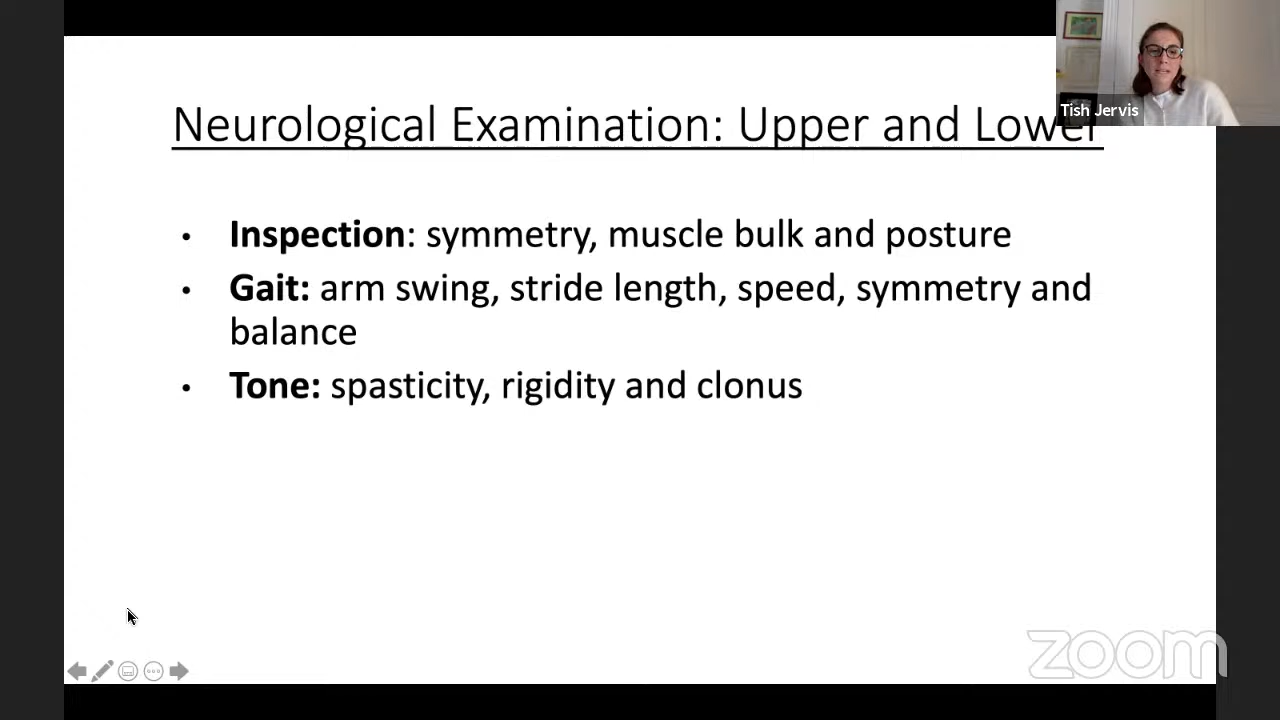 Neurological Examination: Upper and Lower
Tish Jervis
• Inspection: symmetry, muscle bulk and posture
• Gait: arm swing, stride length, speed, symmetry and
balance
• Tone: spasticity, rigidity and clonus
zoom